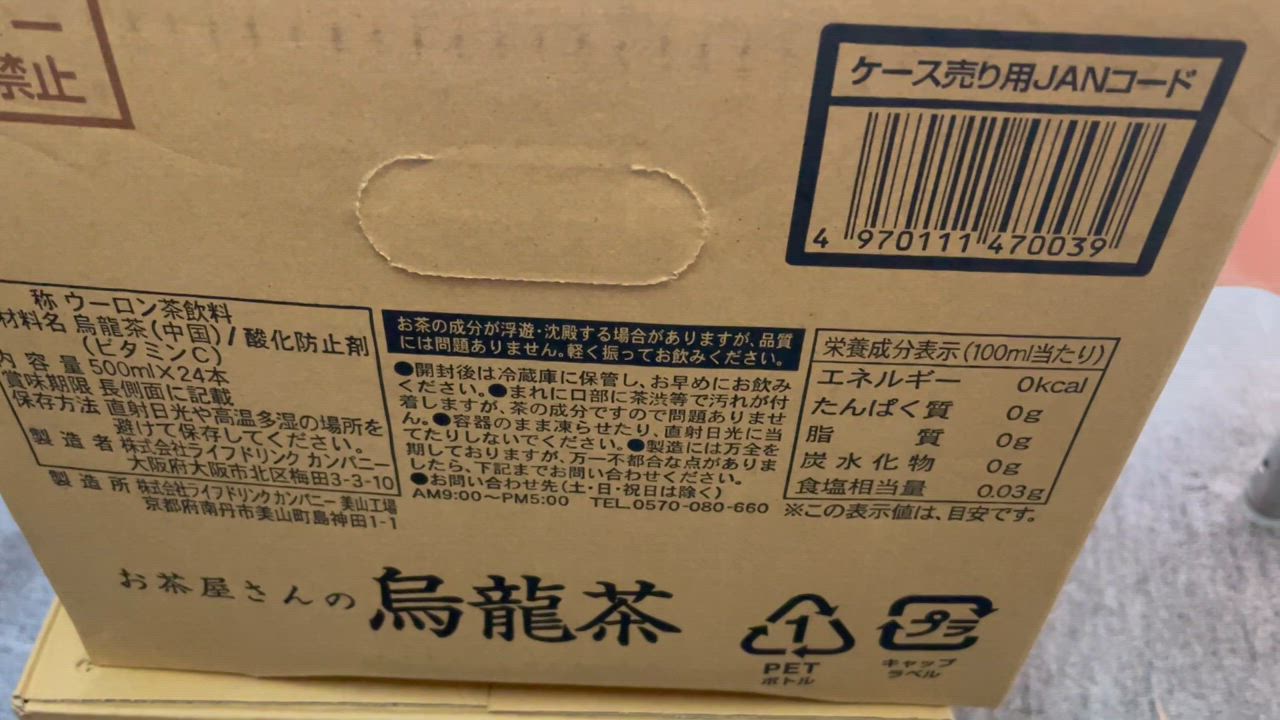 ー
禁止
ケース売り用JANコード
4 970111 470039
称 ウーロン茶飲料
材料名 烏龍茶(中国)/酸化防止剤
(ビタミンC)
内容量 500ml×24本
賞味期限 長側面に記載
保存方法 直射日光や高温多湿の場所を
避けて保存してください。
製造者 株式会社ライフドリンク カンパニー
大阪府大阪市北区梅田3-3-10
製造所 株式会社ライフドリンク カンパニー 美山工場
京都府南丹市美山町島神田1-1
お茶の成分が浮遊・沈殿する場合がありますが、品質
には問題ありません。軽く振ってお飲みください。
●開封後は冷蔵庫に保管し、お早めにお飲み
ください。●まれに口部に茶渋等で汚れが付
着しますが、茶の成分ですので問題ありませ
ん。●容器のまま凍らせたり、直射日光に当
てたりしないでください。●製造には万全を
期しておりますが、万一不都合な点がありま
したら、下記までお問い合わせください。
●お問い合わせ先(土・日・祝日は除く)
AM9:00〜PM5:00 TEL.0570-080-660
栄養成分表示(100ml当たり)
エネルギー 0kcal
たんぱく質 0g
脂質 0g
炭水化物 0g
食塩相当量 0.03g
※この表示値は、目安です。
お茶屋さんの烏龍茶
1
PET
ボトル
プラ
キャップ
ラベル